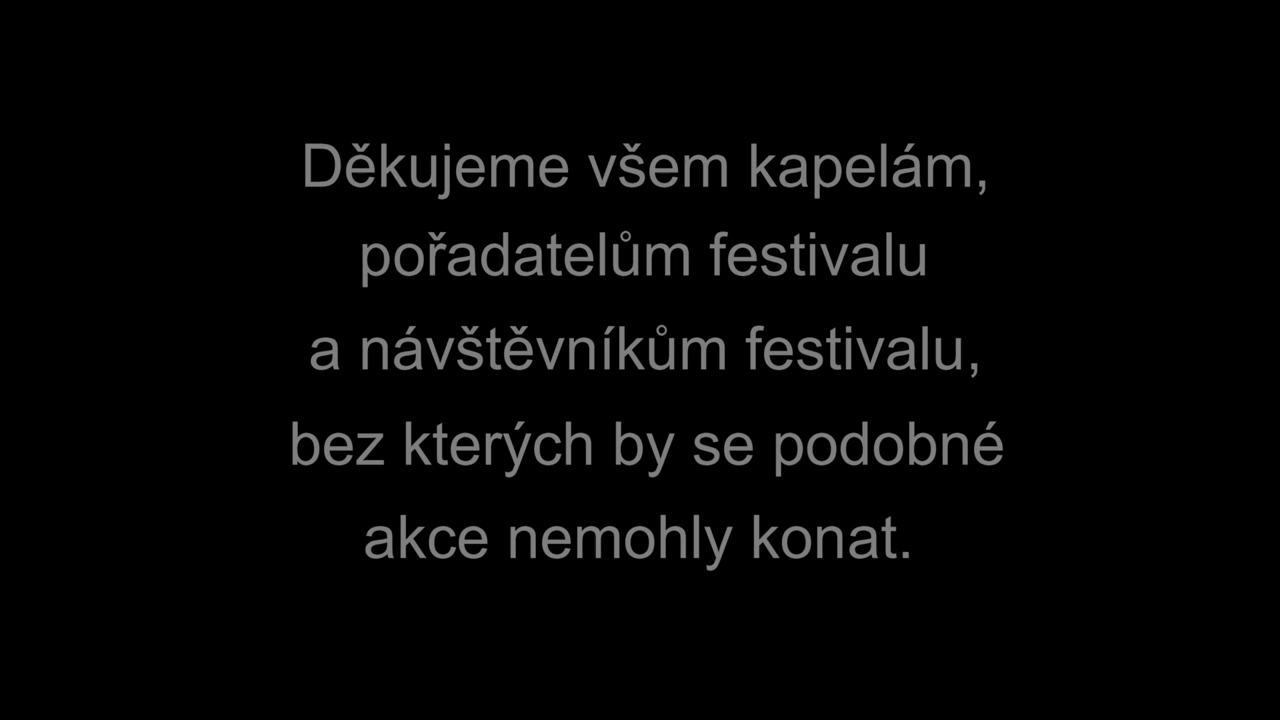 Děkujeme všem kapelám,
pořadatelům festivalu
a návštěvníkům festivalu,
bez kterých by se podobné
akce nemohly konat.